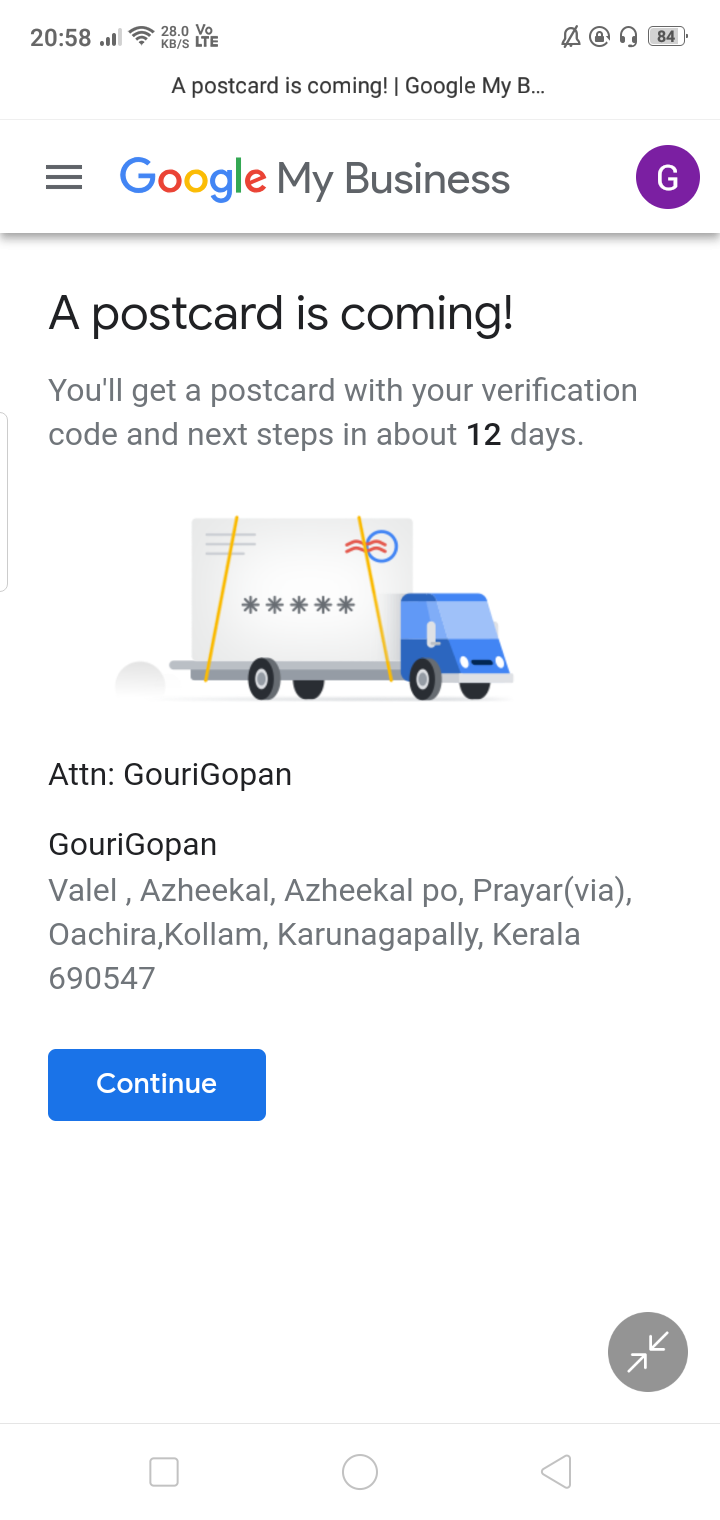 20:58 28.0 KB/S Vo LTE 84
A postcard is coming! | Google My B...
Google My Business G
A postcard is coming!
You'll get a postcard with your verification
code and next steps in about 12 days.
*****
Attn: GouriGopan
GouriGopan
Valel , Azheekal, Azheekal po, Prayar(via),
Oachira,Kollam, Karunagapally, Kerala
690547
Continue